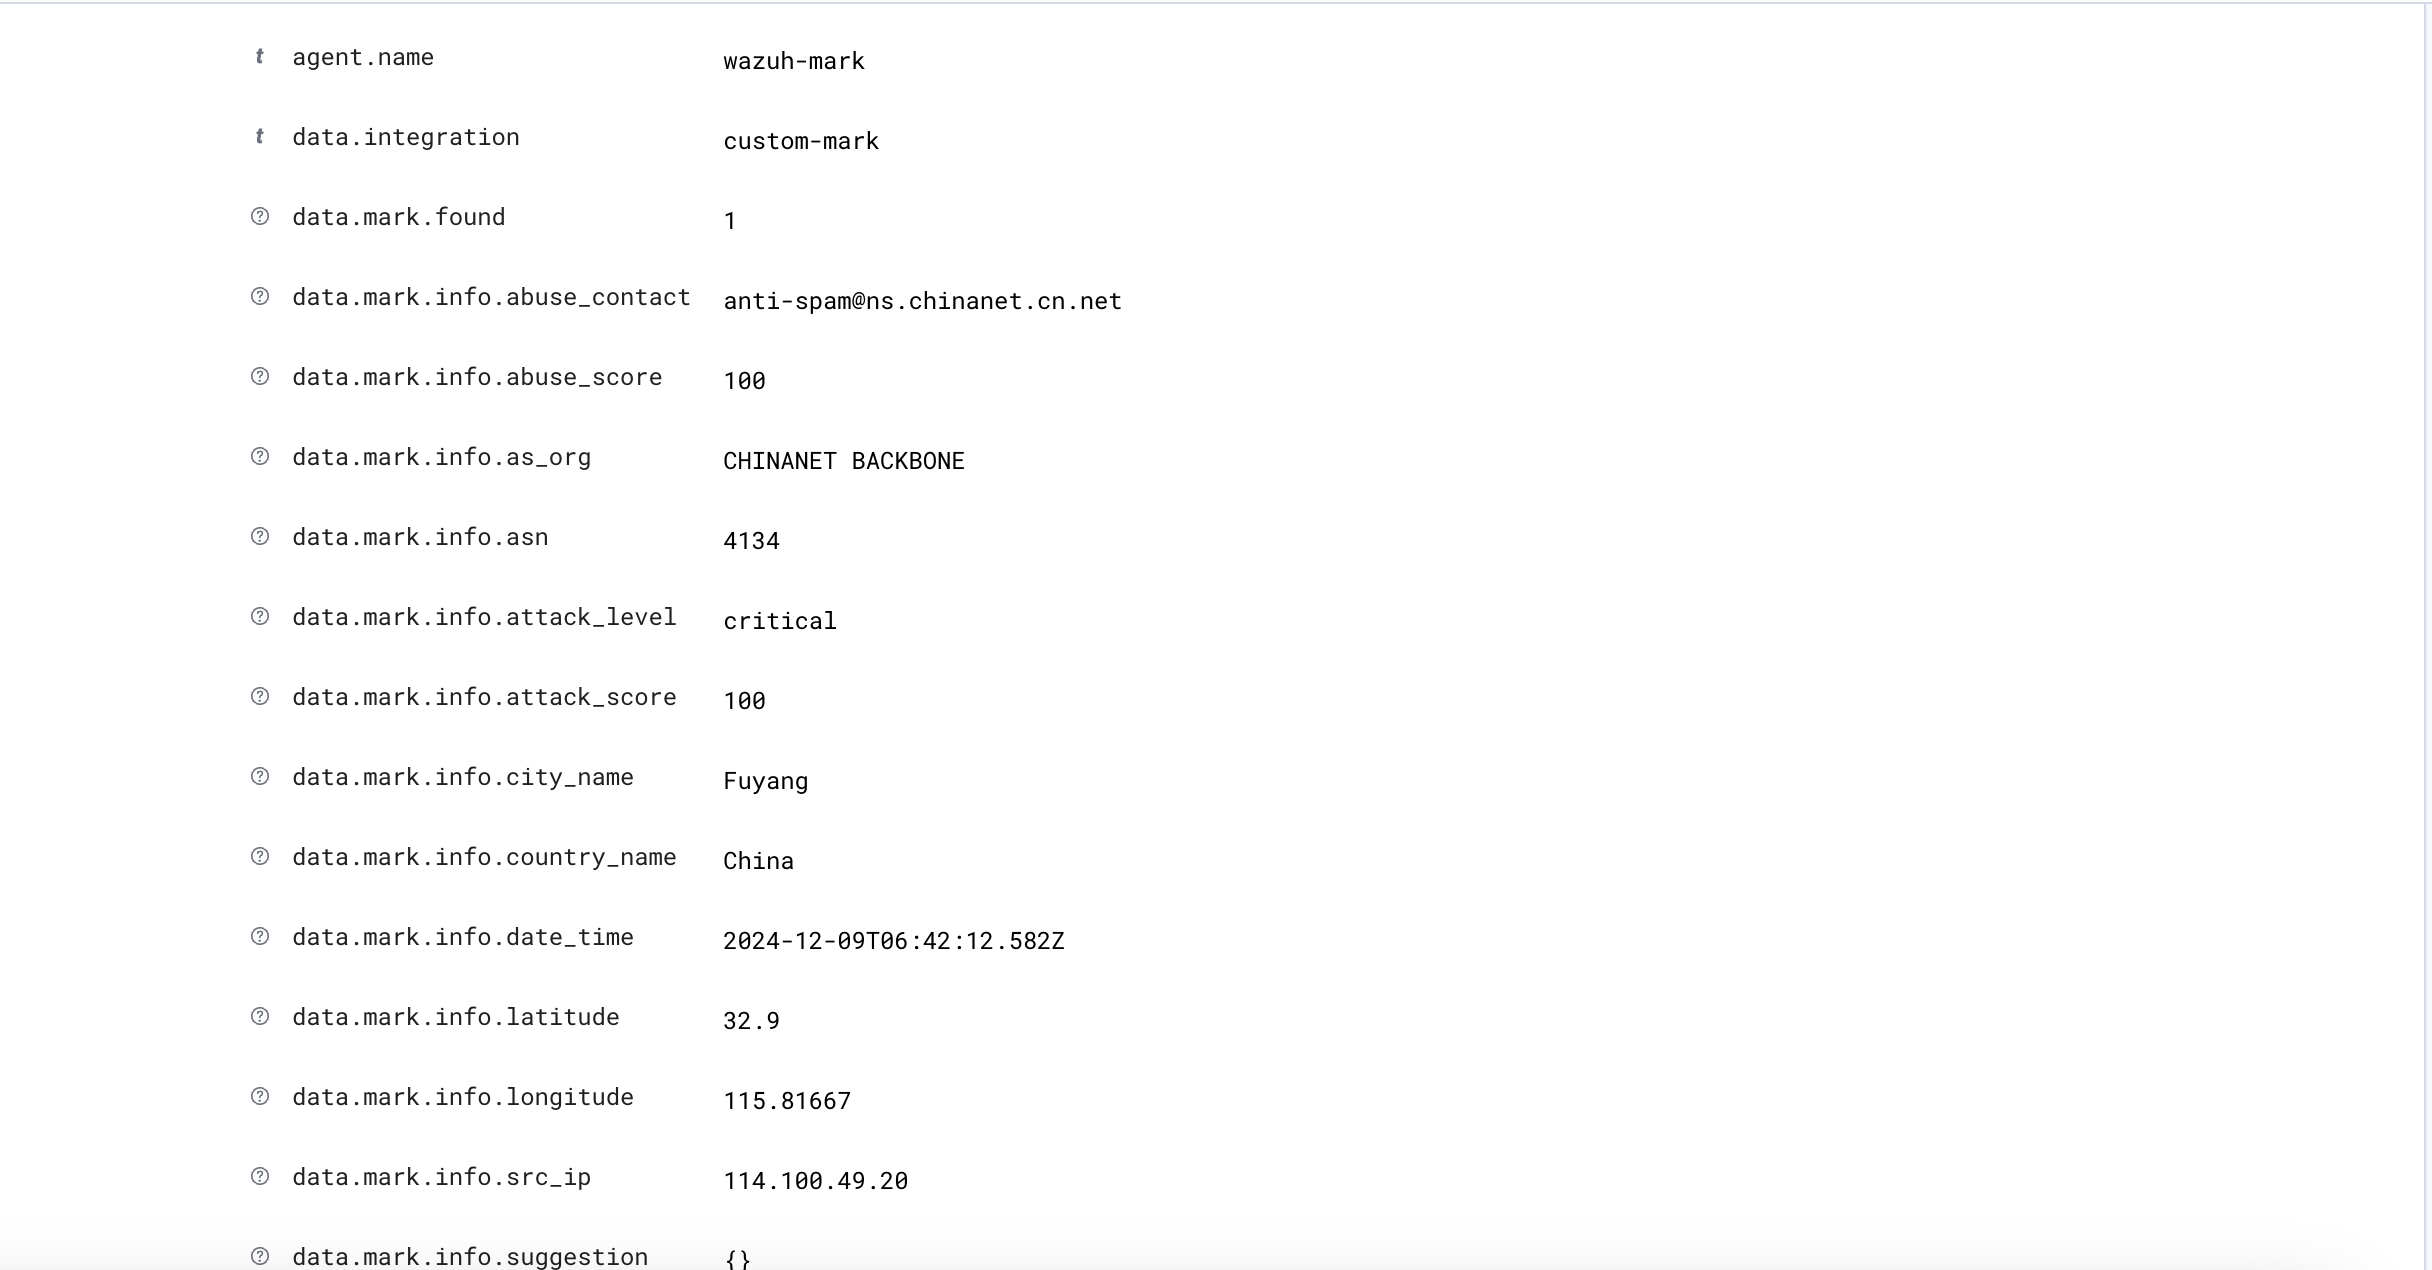 t agent.name wazuh-mark
t data.integration custom-mark
? data.mark.found 1
? data.mark.info.abuse_contact anti-spam@ns.chinanet.cn.net
? data.mark.info.abuse_score 100
? data.mark.info.as_org CHINANET BACKBONE
? data.mark.info.asn 4134
? data.mark.info.attack_level critical
? data.mark.info.attack_score 100
? data.mark.info.city_name Fuyang
? data.mark.info.country_name China
? data.mark.info.date_time 2024-12-09T06:42:12.582Z
? data.mark.info.latitude 32.9
? data.mark.info.longitude 115.81667
? data.mark.info.src_ip 114.100.49.20
? data.mark.info.suggestion {}